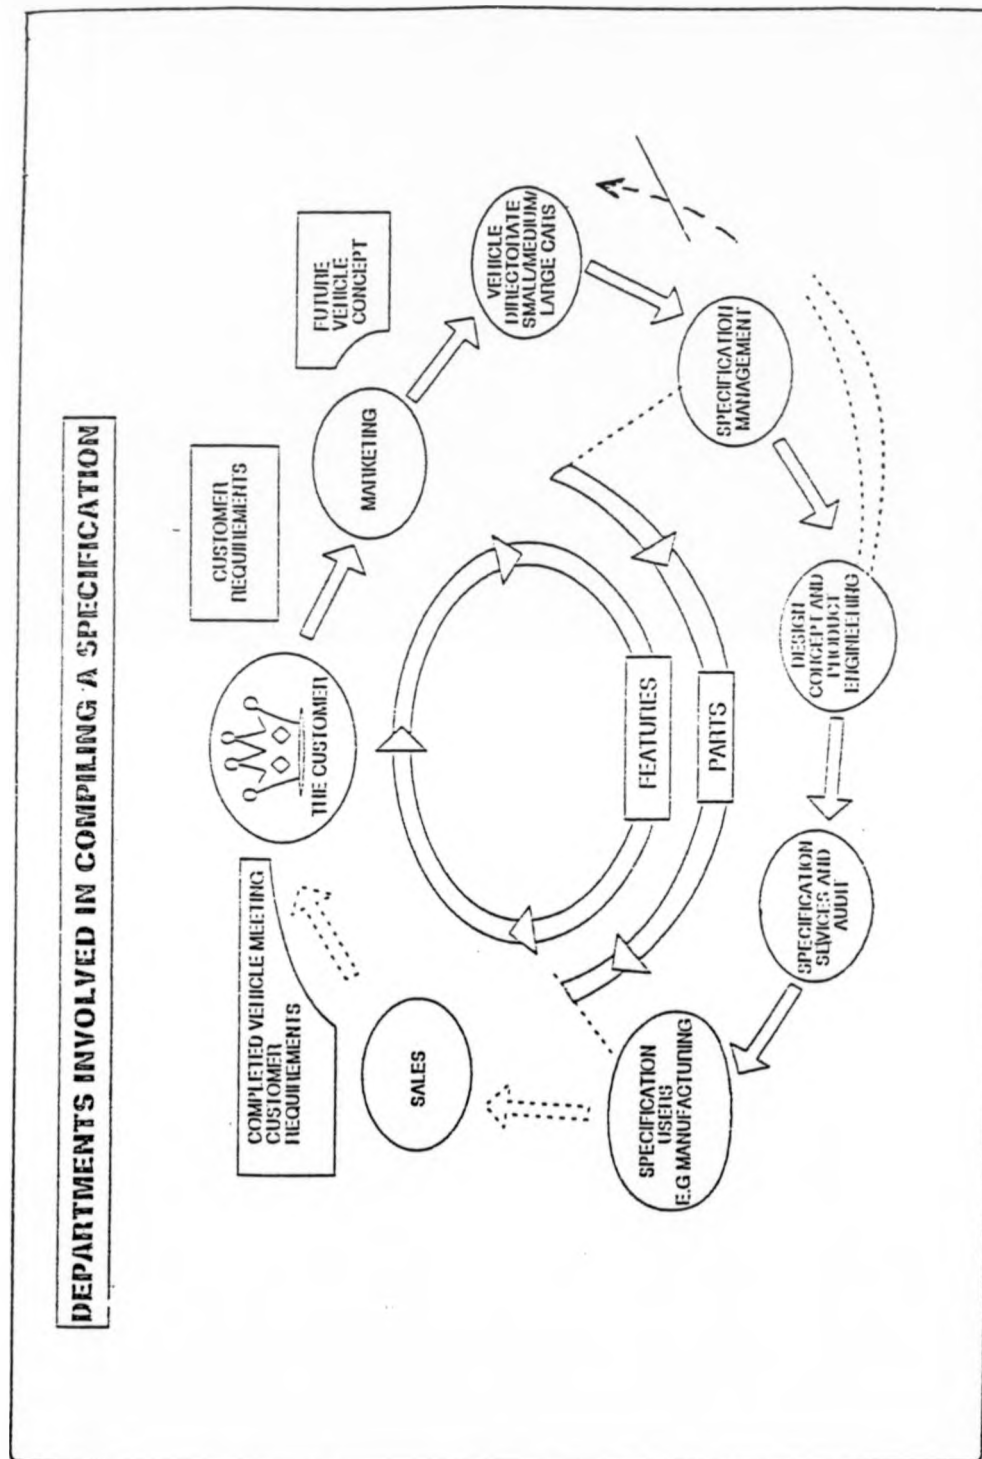 DEPARTMENTS INVOLVED IN COMPILING A SPECIFICATION
THE CUSTOMER
CUSTOMER
REQUIREMENTS
MARKETING
FUTURE
VEHICLE
CONCEPT
VEHICLE
DIRECTORATE
SMALL/MEDIUM/
LARGE CARS
SPECIFICATION
MANAGEMENT
DESIGN
CONCEPT AND
PRODUCT
ENGINEERING
SPECIFICATION
SERVICES AND
AUDIT
SPECIFICATION
USERS
E.G MANUFACTURING
SALES
COMPLETED VEHICLE MEETING
CUSTOMER
REQUIREMENTS
FEATURES
PARTS